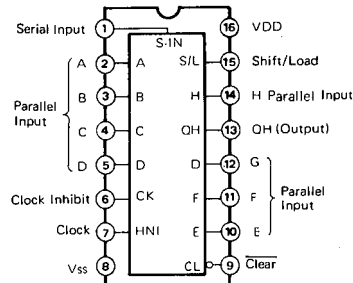 Serial Input 1 16 VDD
S-IN
A 2 A S/L 15 Shift/Load
B 3 B H 14 H Parallel Input
Parallel Input
C 4 C QH 13 QH (Output)
D 5 D D 12 G
Clock Inhibit 6 CK F 11 F
Parallel Input
Clock 7 HNI E 10 E
Vss 8 CL 9 Clear